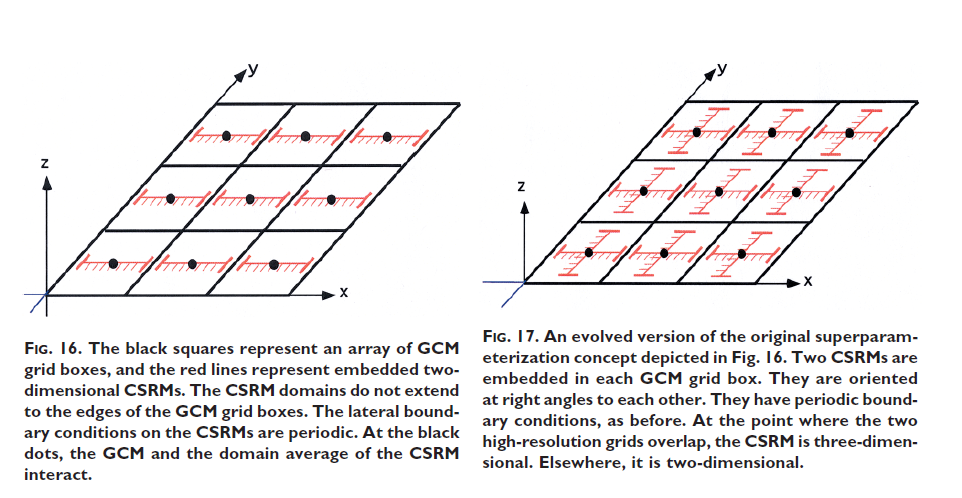 y
z
x
FIG. 16. The black squares represent an array of GCM
grid boxes, and the red lines represent embedded two-
dimensional CSRMs. The CSRM domains do not extend
to the edges of the GCM grid boxes. The lateral bound-
ary conditions on the CSRMs are periodic. At the black
dots, the GCM and the domain average of the CSRM
interact.
y
z
x
FIG. 17. An evolved version of the original superparam-
eterization concept depicted in Fig. 16. Two CSRMs are
embedded in each GCM grid box. They are oriented
at right angles to each other. They have periodic bound-
ary conditions, as before. At the point where the two
high-resolution grids overlap, the CSRM is three-dimen-
sional. Elsewhere, it is two-dimensional.